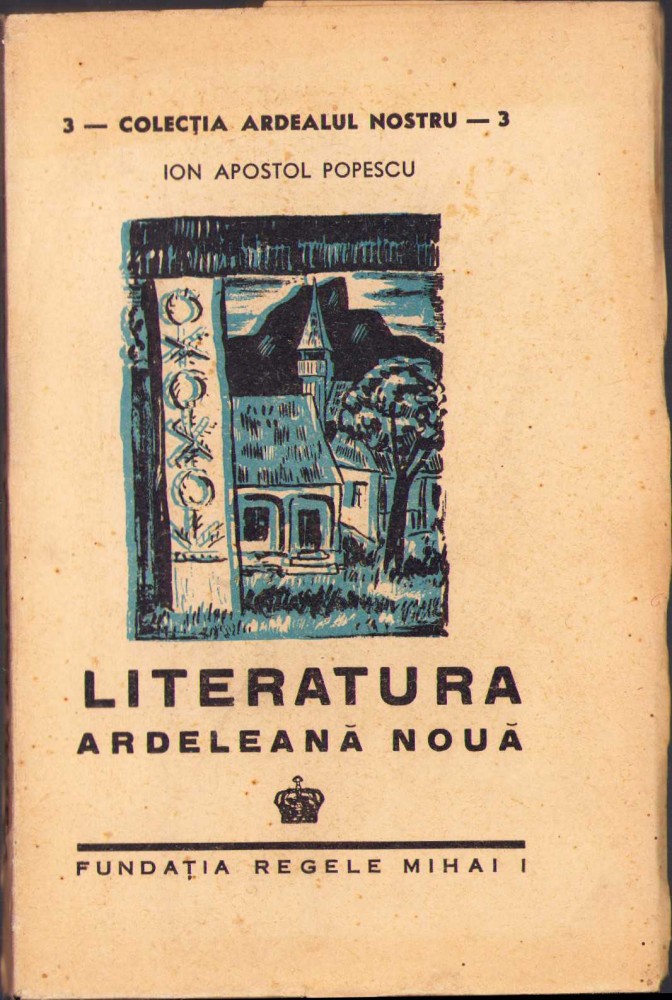 3 — COLECȚIA ARDEALUL NOSTRU — 3
ION APOSTOL POPESCU
LITERATURA
ARDELEANĂ NOUĂ
FUNDAȚIA REGELE MIHAI I